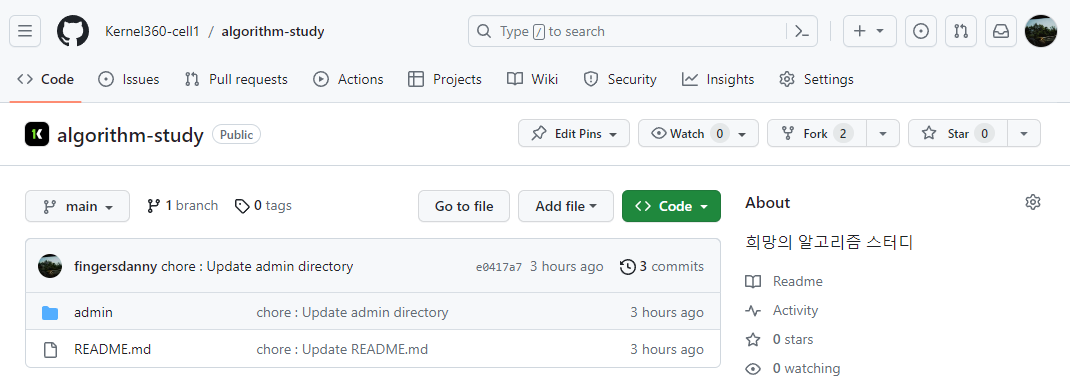 Kernel360-cell1 / algorithm-study
Type / to search
Code Issues Pull requests Actions Projects Wiki Security Insights Settings
algorithm-study Public
Edit Pins Watch 0 Fork 2 Star 0
main 1 branch 0 tags Go to file Add file Code
About
희망의 알고리즘 스터디
fingersdanny chore : Update admin directory e0417a7 3 hours ago 3 commits
admin chore : Update admin directory 3 hours ago
README.md chore : Update README.md 3 hours ago
Readme
Activity
0 stars
0 watching